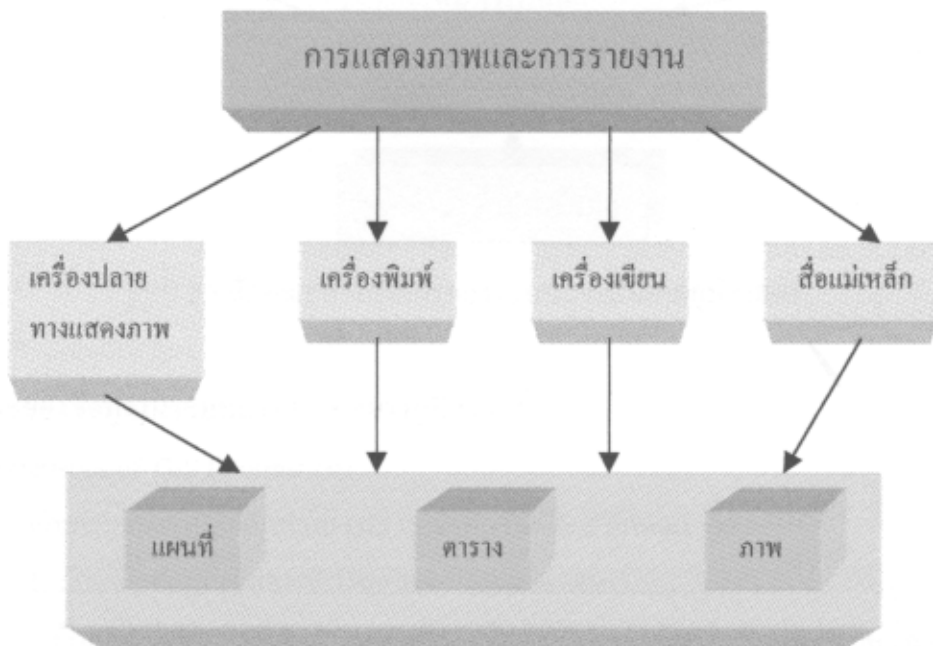 การแสดงภาพและการรายงาน
เครื่องปลาย
ทางแสดงภาพ
เครื่องพิมพ์
เครื่องเขียน
สื่อแม่เหล็ก
แผนที่
ตาราง
ภาพ